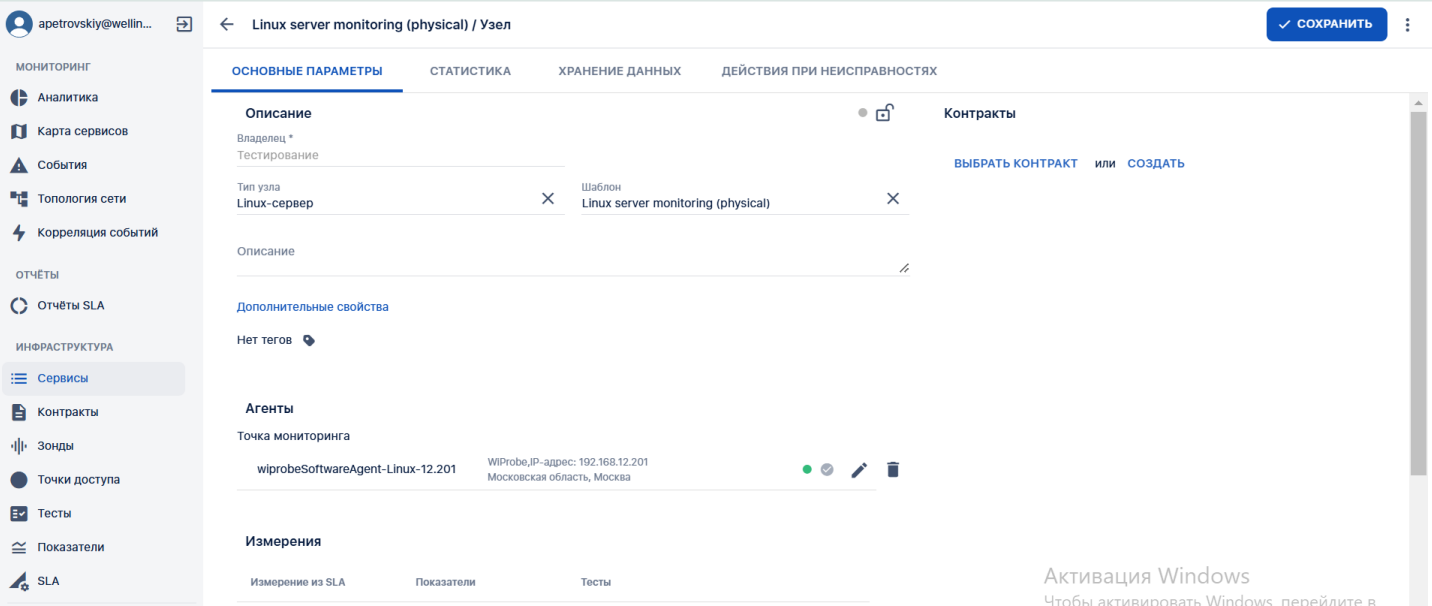 apetrovskiy@wellin...
МОНИТОРИНГ
Аналитика
Карта сервисов
События
Топология сети
Корреляция событий
ОТЧЁТЫ
Отчёты SLA
ИНФРАСТРУКТУРА
Сервисы
Контракты
Зонды
Точки доступа
Тесты
Показатели
SLA
Linux server monitoring (physical) / Узел
СОХРАНИТЬ
ОСНОВНЫЕ ПАРАМЕТРЫ
СТАТИСТИКА
ХРАНЕНИЕ ДАННЫХ
ДЕЙСТВИЯ ПРИ НЕИСПРАВНОСТЯХ
Описание
Владелец *
Тестирование
Тип узла
Linux-сервер
Шаблон
Linux server monitoring (physical)
Описание
Дополнительные свойства
Нет тегов
Контракты
ВЫБРАТЬ КОНТРАКТ или СОЗДАТЬ
Агенты
Точка мониторинга
wiprobeSoftwareAgent-Linux-12.201
WiProbe,IP-адрес: 192.168.12.201
Московская область, Москва
Измерения
Измерение из SLA
Показатели
Тесты
Активация Windows
Чтобы активировать Windows, перейдите в